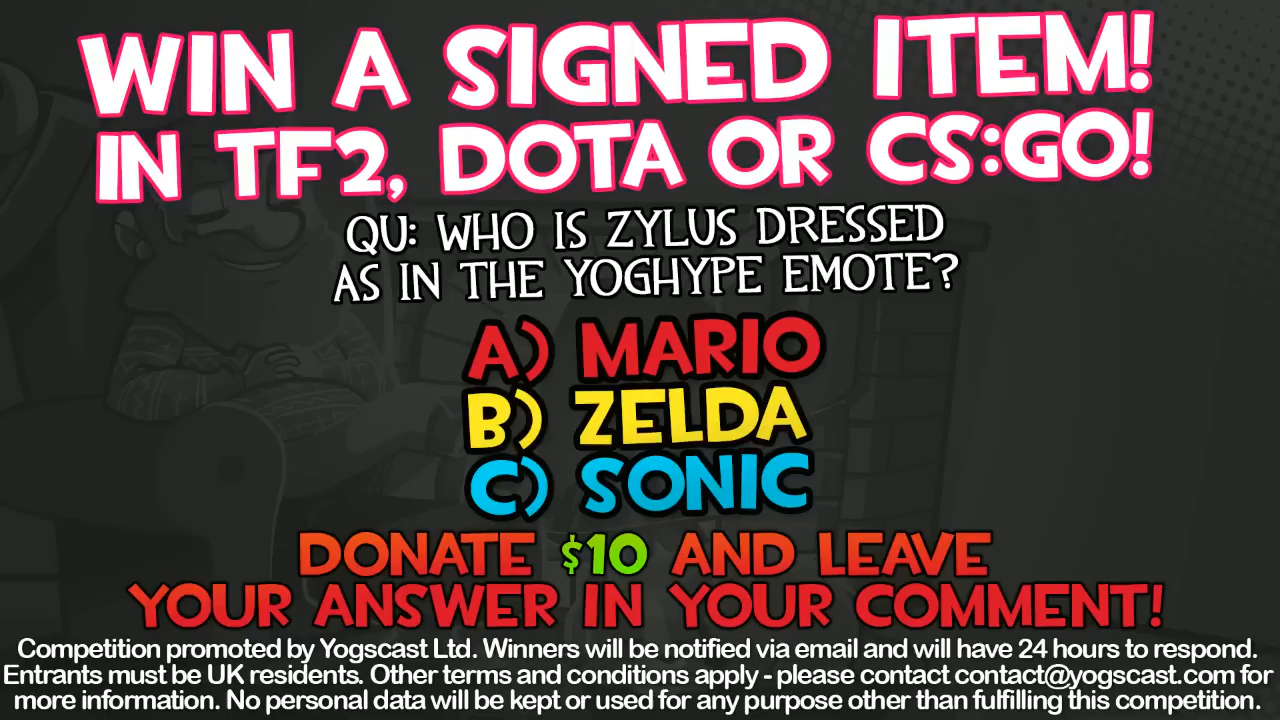 WIN A SIGNED ITEM!
IN TF2, DOTA OR CS:GO!
QU: WHO IS ZYLUS DRESSED
AS IN THE YOGHYPE EMOTE?
A) MARIO
B) ZELDA
C) SONIC
DONATE $10 AND LEAVE
YOUR ANSWER IN YOUR COMMENT!
Competition promoted by Yogscast Ltd. Winners will be notified via email and will have 24 hours to respond.
Entrants must be UK residents. Other terms and conditions apply - please contact contact@yogscast.com for
more information. No personal data will be kept or used for any purpose other than fulfilling this competition.